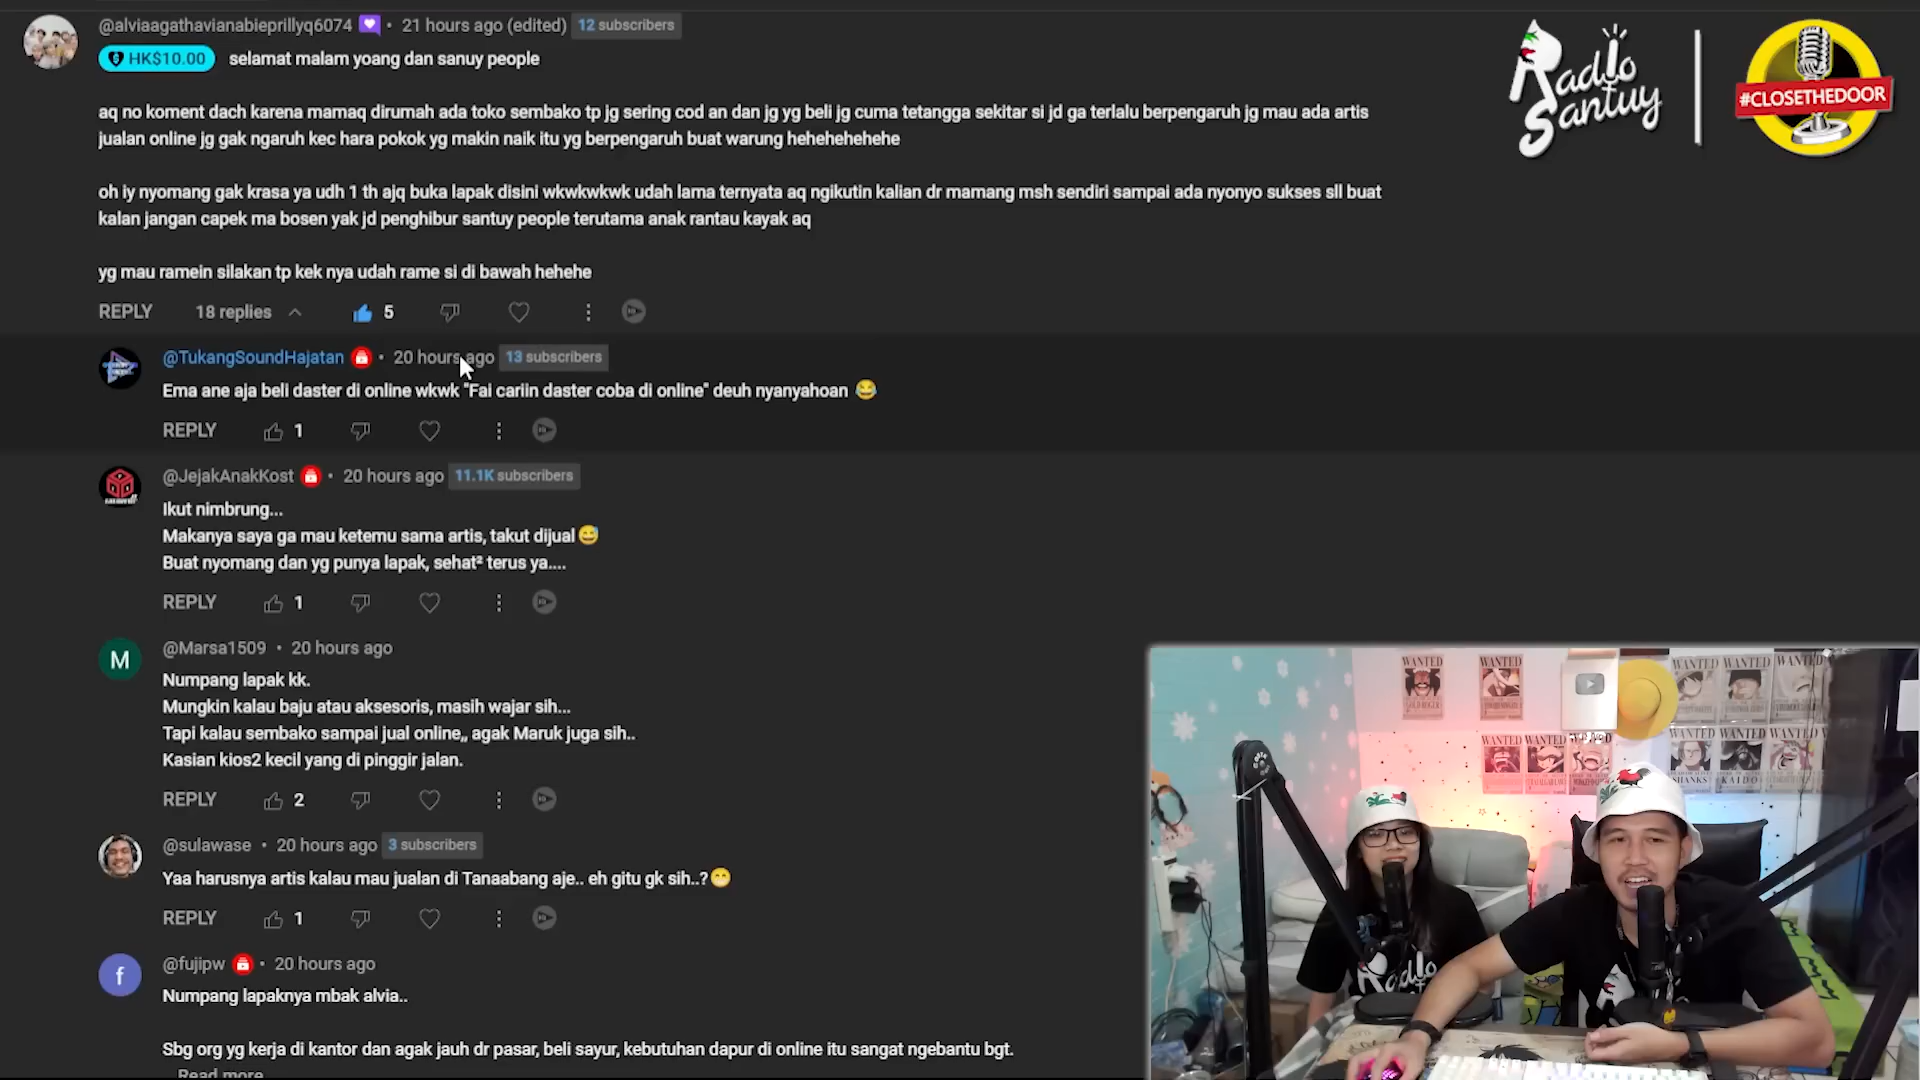 @alviaagathavianabieprillyq6074 • 21 hours ago (edited) 12 subscribers
HK$10.00 selamat malam yoang dan sanuy people
aq no koment dach karena mamaq dirumah ada toko sembako tp jg sering cod an dan jg yg beli jg cuma tetangga sekitar si jd ga terlalu berpengaruh jg mau ada artis
jualan online jg gak ngaruh kec hara pokok yg makin naik itu yg berpengaruh buat warung hehehehehehe
oh iy nyomang gak krasa ya udh 1 th ajq buka lapak disini wkwkwkwk udah lama ternyata aq ngikutin kalian dr mamang msh sendiri sampai ada nyonyo sukses sll buat
kalan jangan capek ma bosen yak jd penghibur santuy people terutama anak rantau kayak aq
yg mau ramein silakan tp kek nya udah rame si di bawah hehehe
REPLY 18 replies 5
@TukangSoundHajatan • 20 hours ago 13 subscribers
Ema ane aja beli daster di online wkwk "Fai cariin daster coba di online" deuh nyanyahoan 😂
REPLY 1
@JejakAnakKost • 20 hours ago 11.1K subscribers
Ikut nimbrung...
Makanya saya ga mau ketemu sama artis, takut dijual 😅
Buat nyomang dan yg punya lapak, sehat² terus ya....
REPLY 1
M
@Marsa1509 • 20 hours ago
Numpang lapak kk.
Mungkin kalau baju atau aksesoris, masih wajar sih...
Tapi kalau sembako sampai jual online,, agak Maruk juga sih..
Kasian kios2 kecil yang di pinggir jalan.
REPLY 2
@sulawase • 20 hours ago 3 subscribers
Yaa harusnya artis kalau mau jualan di Tanaabang aje.. eh gitu gk sih..?😁
REPLY 1
f
@fujipw • 20 hours ago
Numpang lapaknya mbak alvia..
Sbg org yg kerja di kantor dan agak jauh dr pasar, beli sayur, kebutuhan dapur di online itu sangat ngebantu bgt.
Read more
Radio
Santuy
#CLOSETHEDOOR
WANTED
WANTED
WANTED
WANTED
WANTED
WANTED
WANTED
WANTED
SHANKS
KAIDO
Radio